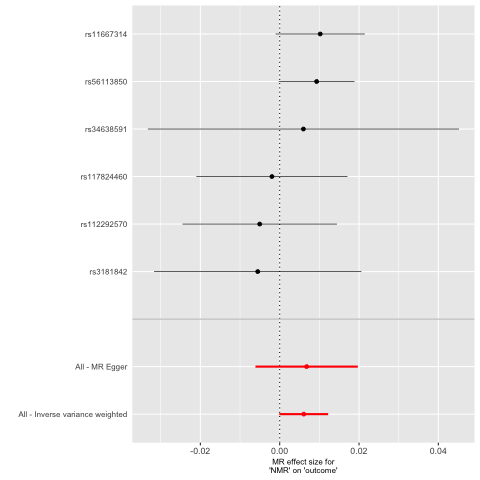 rs11667314
rs56113850
rs34638591
rs117824460
rs112292570
rs3181842
All - MR Egger
All - Inverse variance weighted
-0.02 0.00 0.02 0.04
MR effect size for
'NMR' on 'outcome'